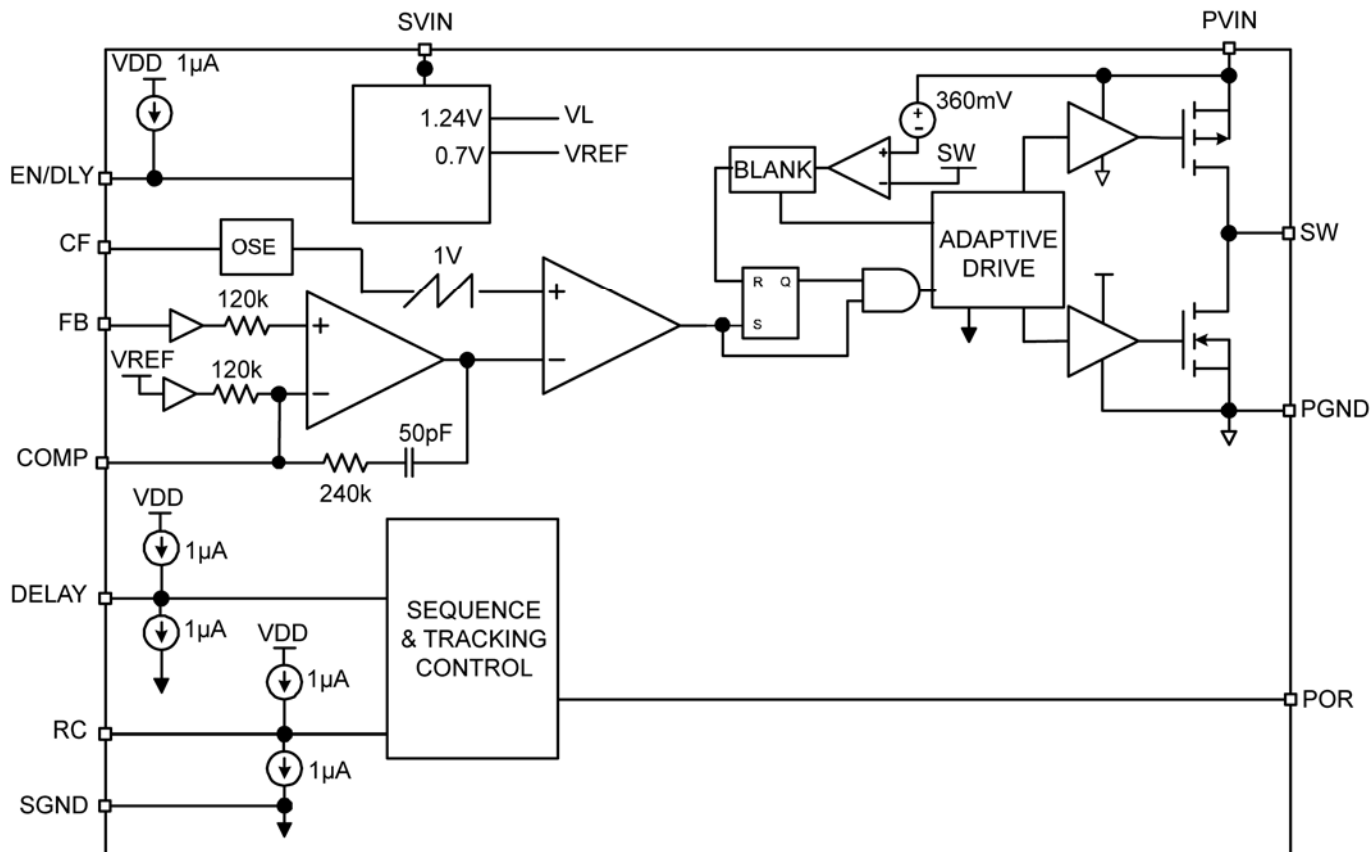 SVIN
PVIN
VDD 1µA
360mV
1.24V
VL
0.7V
VREF
SW
BLANK
EN/DLY
CF
OSE
1V
ADAPTIVE
DRIVE
SW
R Q
S
FB
120k
+
−
VREF
120k
+
−
+
−
+
−
PGND
COMP
50pF
240k
VDD
1µA
DELAY
1µA
VDD
SEQUENCE
& TRACKING
CONTROL
1µA
RC
POR
1µA
SGND